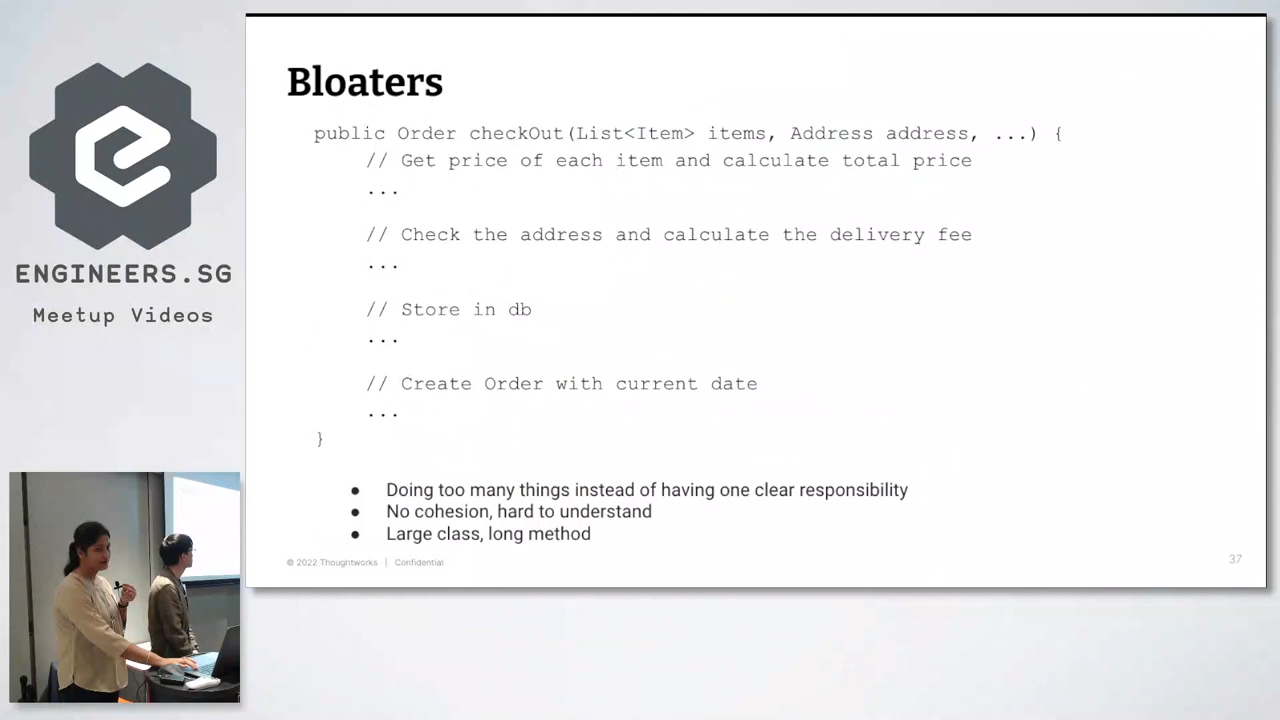 ENGINEERS.SG
Meetup Videos
Bloaters
public Order checkOut(List<Item> items, Address address, ...) {
// Get price of each item and calculate total price
...
// Check the address and calculate the delivery fee
...
// Store in db
...
// Create Order with current date
...
}
● Doing too many things instead of having one clear responsibility
● No cohesion, hard to understand
● Large class, long method
© 2022 Thoughtworks | Confidential
37